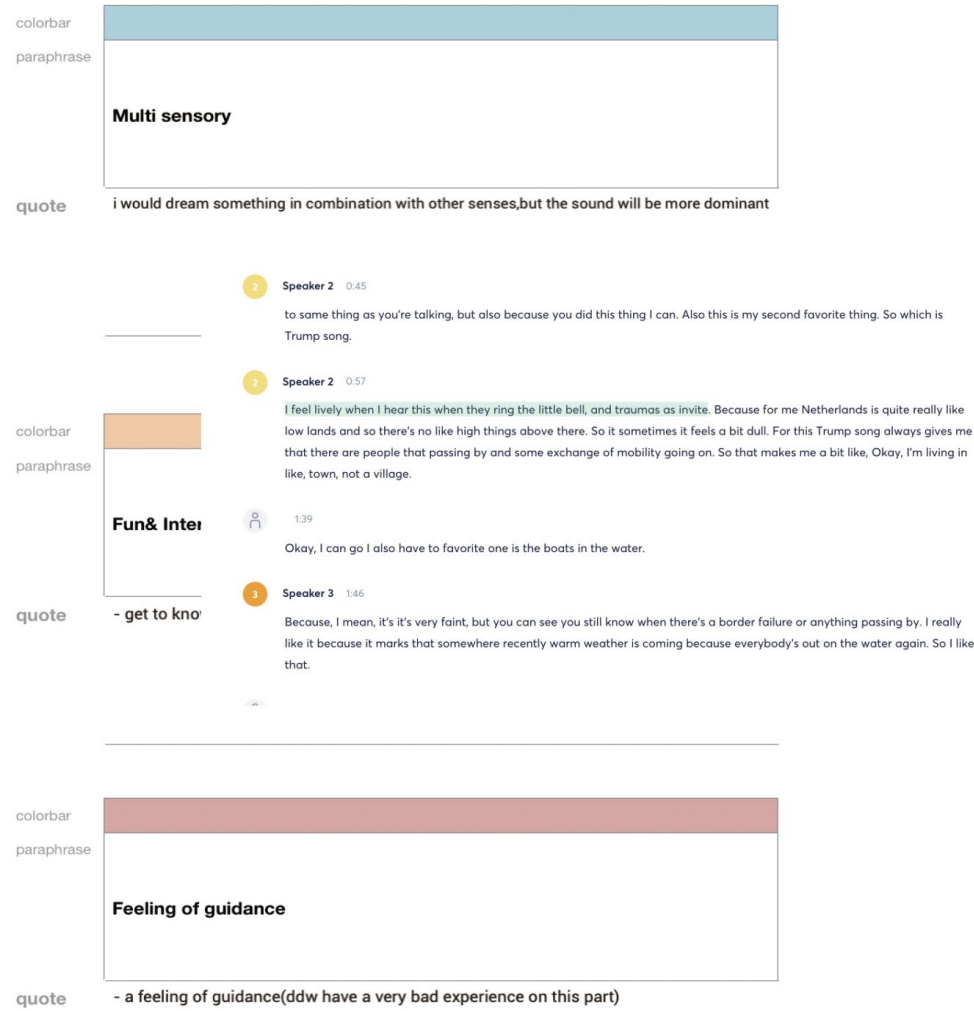 colorbar
paraphrase
Multi sensory
quote
i would dream something in combination with other senses,but the sound will be more dominant
2
Speaker 2 0:45
to same thing as you're talking, but also because you did this thing I can. Also this is my second favorite thing. So which is
Trump song.
2
Speaker 2 0:57
I feel lively when I hear this when they ring the little bell, and traumas as invite. Because for me Netherlands is quite really like
low lands and so there's no like high things above there. So it sometimes it feels a bit dull. For this Trump song always gives me
that there are people that passing by and some exchange of mobility going on. So that makes me a bit like, Okay, I'm living in
like, town, not a village.
1:39
Okay, I can go I also have to favorite one is the boats in the water.
3
Speaker 3 1:46
Because, I mean, it's it's very faint, but you can see you still know when there's a border failure or anything passing by. I really
like it because it marks that somewhere recently warm weather is coming because everybody's out on the water again. So I like
that.
colorbar
paraphrase
Fun& Inter
quote
- get to kno
colorbar
paraphrase
Feeling of guidance
quote
- a feeling of guidance(ddw have a very bad experience on this part)